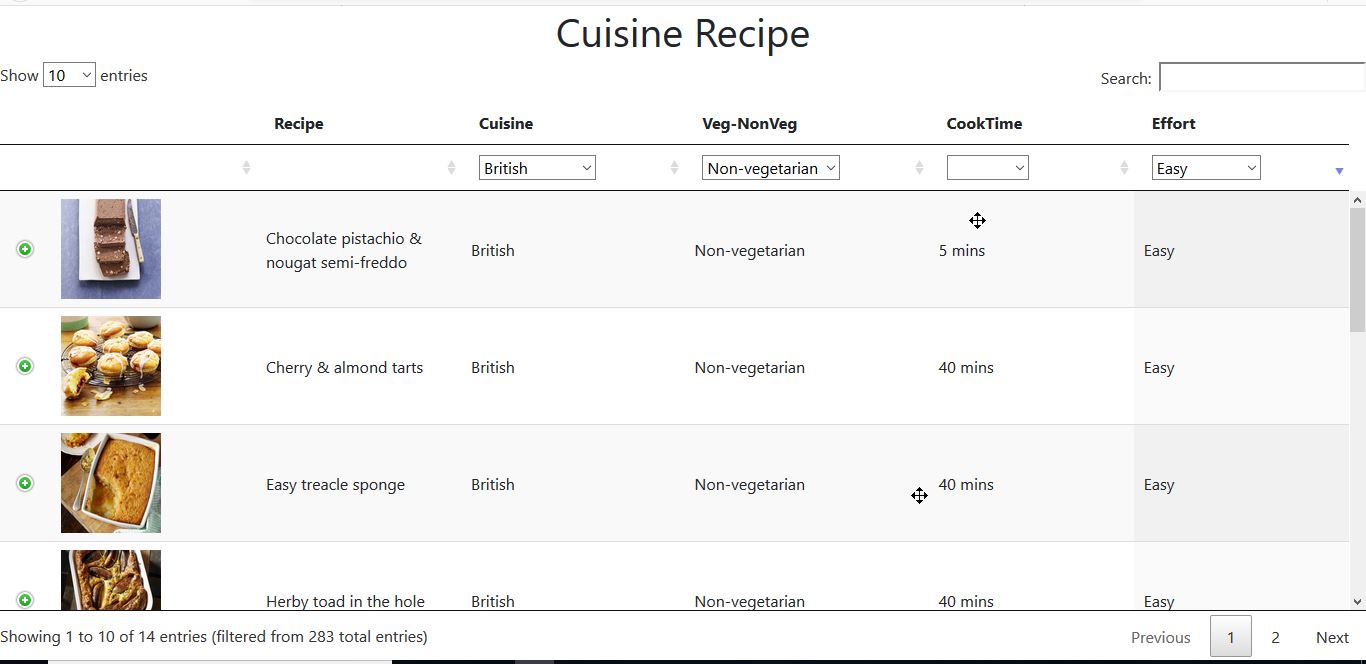 Cuisine Recipe
Show 10 entries
Search:
Recipe Cuisine Veg-NonVeg CookTime Effort
British Non-vegetarian Easy
Chocolate pistachio &
nougat semi-freddo
British Non-vegetarian 5 mins Easy
Cherry & almond tarts British Non-vegetarian 40 mins Easy
Easy treacle sponge British Non-vegetarian 40 mins Easy
Herby toad in the hole British Non-vegetarian 40 mins Easy
Showing 1 to 10 of 14 entries (filtered from 283 total entries)
Previous 1 2 Next